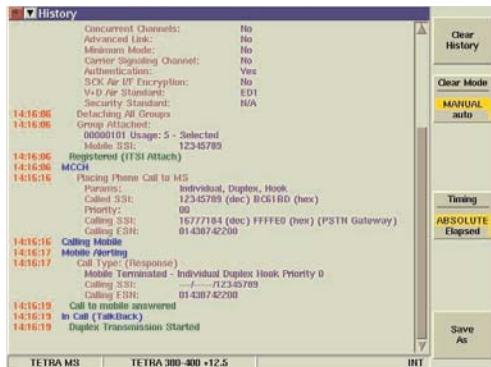 History
Concurrent Channels: No
Advanced Link: No
Minimum Mode: No
Carrier Signaling Channel: No
Authentication: Yes
SCK Air I/F Encryption: No
V+D Air Standard: ED1
Security Standard: N/A
14:16:06 Detaching All Groups
14:16:06 Group Attached:
00000101 Usage: 5 - Selected
Mobile SSI: 12345789
14:16:06 Registered (ITSI Attach)
14:16:06 MCCH
14:16:16 Placing Phone Call to MS
Params: Individual, Duplex, Hook
Called SSI: 12345789 (dec) BC61BD (hex)
Priority: 00
Calling SSI: 16777184 (dec) FFFFE0 (hex) (PSTN Gateway)
Calling ESN: 01438742200
14:16:16 Calling Mobile
14:16:17 Mobile Alerting
14:16:17 Call Type: (Response)
Mobile Terminated - Individual Duplex Hook Priority 0
Calling SSI: ---/-----/12345789
Calling ESN: 01438742200
14:16:19 Call to mobile answered
14:16:19 In Call (TalkBack)
14:16:19 Duplex Transmission Started
TETRA MS TETRA 380-400 +12.5 INT
Clear
History
Clear Mode
MANUAL
auto
Timing
ABSOLUTE
Elapsed
Save
As